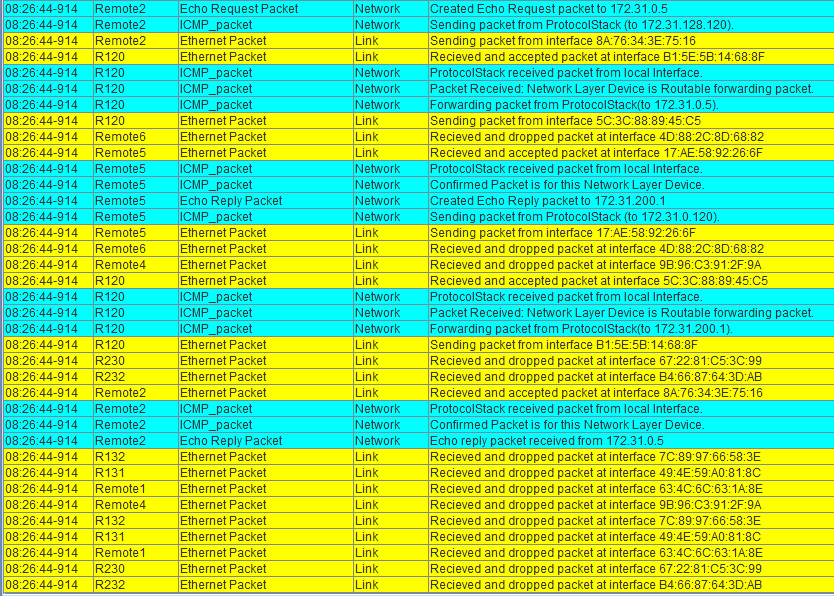 08:26:44-914 Remote2 Echo Request Packet Network Created Echo Request packet to 172.31.0.5
08:26:44-914 Remote2 ICMP_packet Network Sending packet from ProtocolStack (to 172.31.128.120).
08:26:44-914 Remote2 Ethernet Packet Link Sending packet from interface 8A:76:34:3E:75:16
08:26:44-914 R120 Ethernet Packet Link Recieved and accepted packet at interface B1:5E:5B:14:68:8F
08:26:44-914 R120 ICMP_packet Network ProtocolStack received packet from local Interface.
08:26:44-914 R120 ICMP_packet Network Packet Received: Network Layer Device is Routable forwarding packet.
08:26:44-914 R120 ICMP_packet Network Forwarding packet from ProtocolStack(to 172.31.0.5).
08:26:44-914 R120 Ethernet Packet Link Sending packet from interface 5C:3C:88:89:45:C5
08:26:44-914 Remote6 Ethernet Packet Link Recieved and dropped packet at interface 4D:88:2C:8D:68:82
08:26:44-914 Remote5 Ethernet Packet Link Recieved and accepted packet at interface 17:AE:58:92:26:6F
08:26:44-914 Remote5 ICMP_packet Network ProtocolStack received packet from local Interface.
08:26:44-914 Remote5 ICMP_packet Network Confirmed Packet is for this Network Layer Device.
08:26:44-914 Remote5 Echo Reply Packet Network Created Echo Reply packet to 172.31.200.1
08:26:44-914 Remote5 ICMP_packet Network Sending packet from ProtocolStack (to 172.31.0.120).
08:26:44-914 Remote5 Ethernet Packet Link Sending packet from interface 17:AE:58:92:26:6F
08:26:44-914 Remote6 Ethernet Packet Link Recieved and dropped packet at interface 4D:88:2C:8D:68:82
08:26:44-914 Remote4 Ethernet Packet Link Recieved and dropped packet at interface 9B:96:C3:91:2F:9A
08:26:44-914 R120 Ethernet Packet Link Recieved and accepted packet at interface 5C:3C:88:89:45:C5
08:26:44-914 R120 ICMP_packet Network ProtocolStack received packet from local Interface.
08:26:44-914 R120 ICMP_packet Network Packet Received: Network Layer Device is Routable forwarding packet.
08:26:44-914 R120 ICMP_packet Network Forwarding packet from ProtocolStack(to 172.31.200.1).
08:26:44-914 R120 Ethernet Packet Link Sending packet from interface B1:5E:5B:14:68:8F
08:26:44-914 R230 Ethernet Packet Link Recieved and dropped packet at interface 67:22:81:C5:3C:99
08:26:44-914 R232 Ethernet Packet Link Recieved and dropped packet at interface B4:66:87:64:3D:AB
08:26:44-914 Remote2 Ethernet Packet Link Recieved and accepted packet at interface 8A:76:34:3E:75:16
08:26:44-914 Remote2 ICMP_packet Network ProtocolStack received packet from local Interface.
08:26:44-914 Remote2 ICMP_packet Network Confirmed Packet is for this Network Layer Device.
08:26:44-914 Remote2 Echo Reply Packet Network Echo reply packet received from 172.31.0.5
08:26:44-914 R132 Ethernet Packet Link Recieved and dropped packet at interface 7C:89:97:66:58:3E
08:26:44-914 R131 Ethernet Packet Link Recieved and dropped packet at interface 49:4E:59:A0:81:8C
08:26:44-914 Remote1 Ethernet Packet Link Recieved and dropped packet at interface 63:4C:6C:63:1A:8E
08:26:44-914 Remote4 Ethernet Packet Link Recieved and dropped packet at interface 9B:96:C3:91:2F:9A
08:26:44-914 R132 Ethernet Packet Link Recieved and dropped packet at interface 7C:89:97:66:58:3E
08:26:44-914 R131 Ethernet Packet Link Recieved and dropped packet at interface 49:4E:59:A0:81:8C
08:26:44-914 Remote1 Ethernet Packet Link Recieved and dropped packet at interface 63:4C:6C:63:1A:8E
08:26:44-914 R230 Ethernet Packet Link Recieved and dropped packet at interface 67:22:81:C5:3C:99
08:26:44-914 R232 Ethernet Packet Link Recieved and dropped packet at interface B4:66:87:64:3D:AB